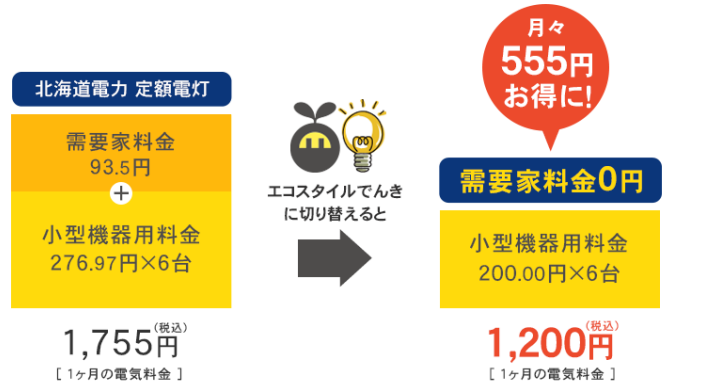 北海道電力 定額電灯
需要家料金
93.5円
+
小型機器用料金
276.97円×6台
1,755円(税込)
[ 1ヶ月の電気料金 ]
エコスタイルでんき
に切り替えると
月々
555円
お得に!
需要家料金0円
小型機器用料金
200.00円×6台
1,200円(税込)
[ 1ヶ月の電気料金 ]